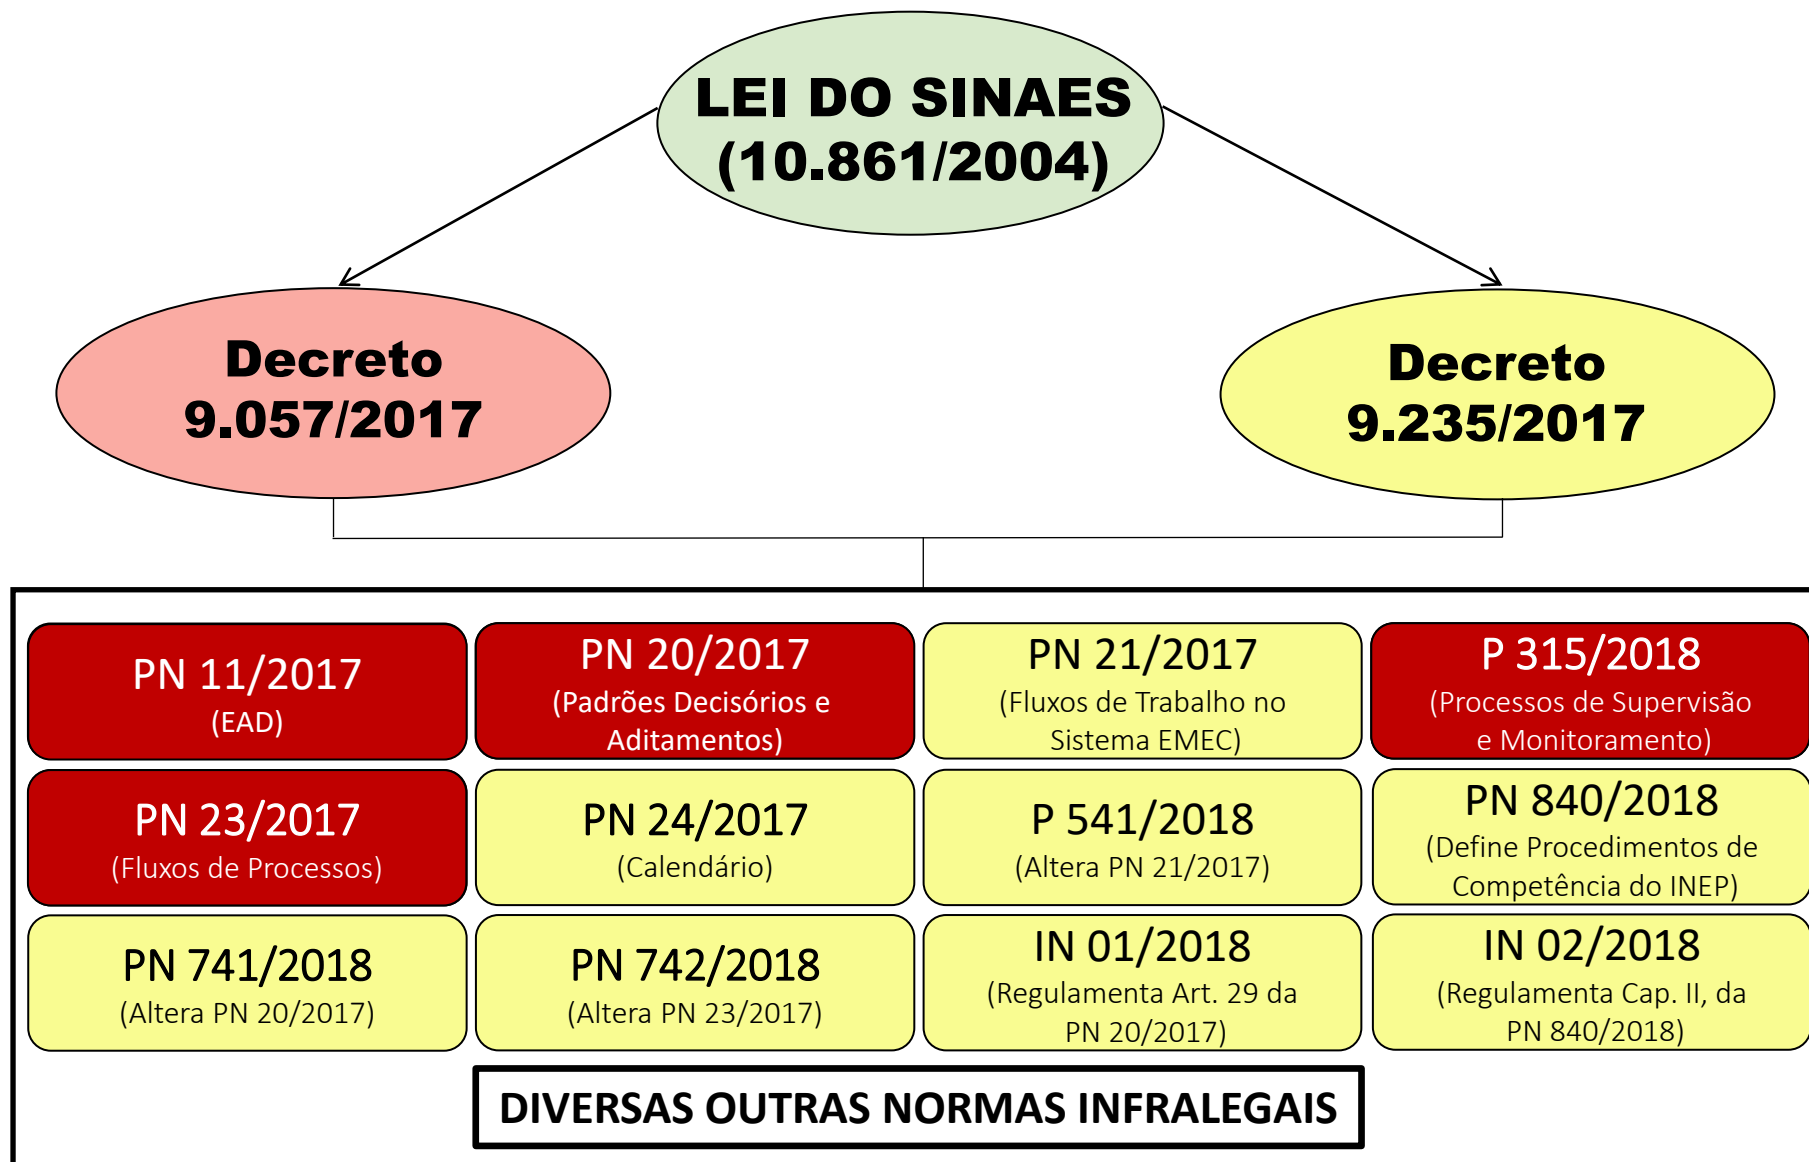 LEI DO SINAES
(10.861/2004)
Decreto
9.057/2017
Decreto
9.235/2017
PN 11/2017
(EAD)
PN 20/2017
(Padrões Decisórios e
Aditamentos)
PN 21/2017
(Fluxos de Trabalho no
Sistema EMEC)
P 315/2018
(Processos de Supervisão
e Monitoramento)
PN 23/2017
(Fluxos de Processos)
PN 24/2017
(Calendário)
P 541/2018
(Altera PN 21/2017)
PN 840/2018
(Define Procedimentos de
Competência do INEP)
PN 741/2018
(Altera PN 20/2017)
PN 742/2018
(Altera PN 23/2017)
IN 01/2018
(Regulamenta Art. 29 da
PN 20/2017)
IN 02/2018
(Regulamenta Cap. II, da
PN 840/2018)
DIVERSAS OUTRAS NORMAS INFRALEGAIS